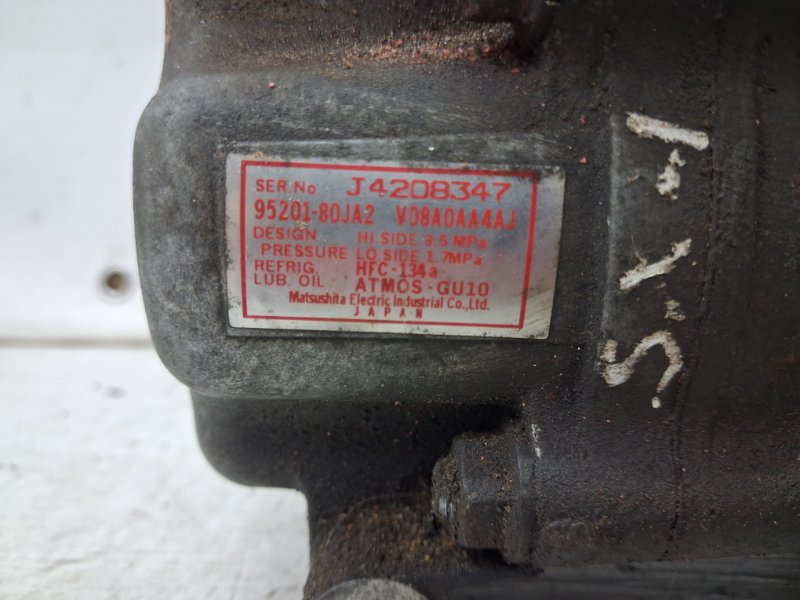 SER No. J4208347
95201-80JA2 V08A0AA4AJ
DESIGN HI SIDE 3.5 MPa
PRESSURE LO SIDE 1.7MPa
REFRIG. HFC-134a
LUB. OIL ATMOS-GU10
Matsushita Electric Industrial Co., Ltd.
JAPAN